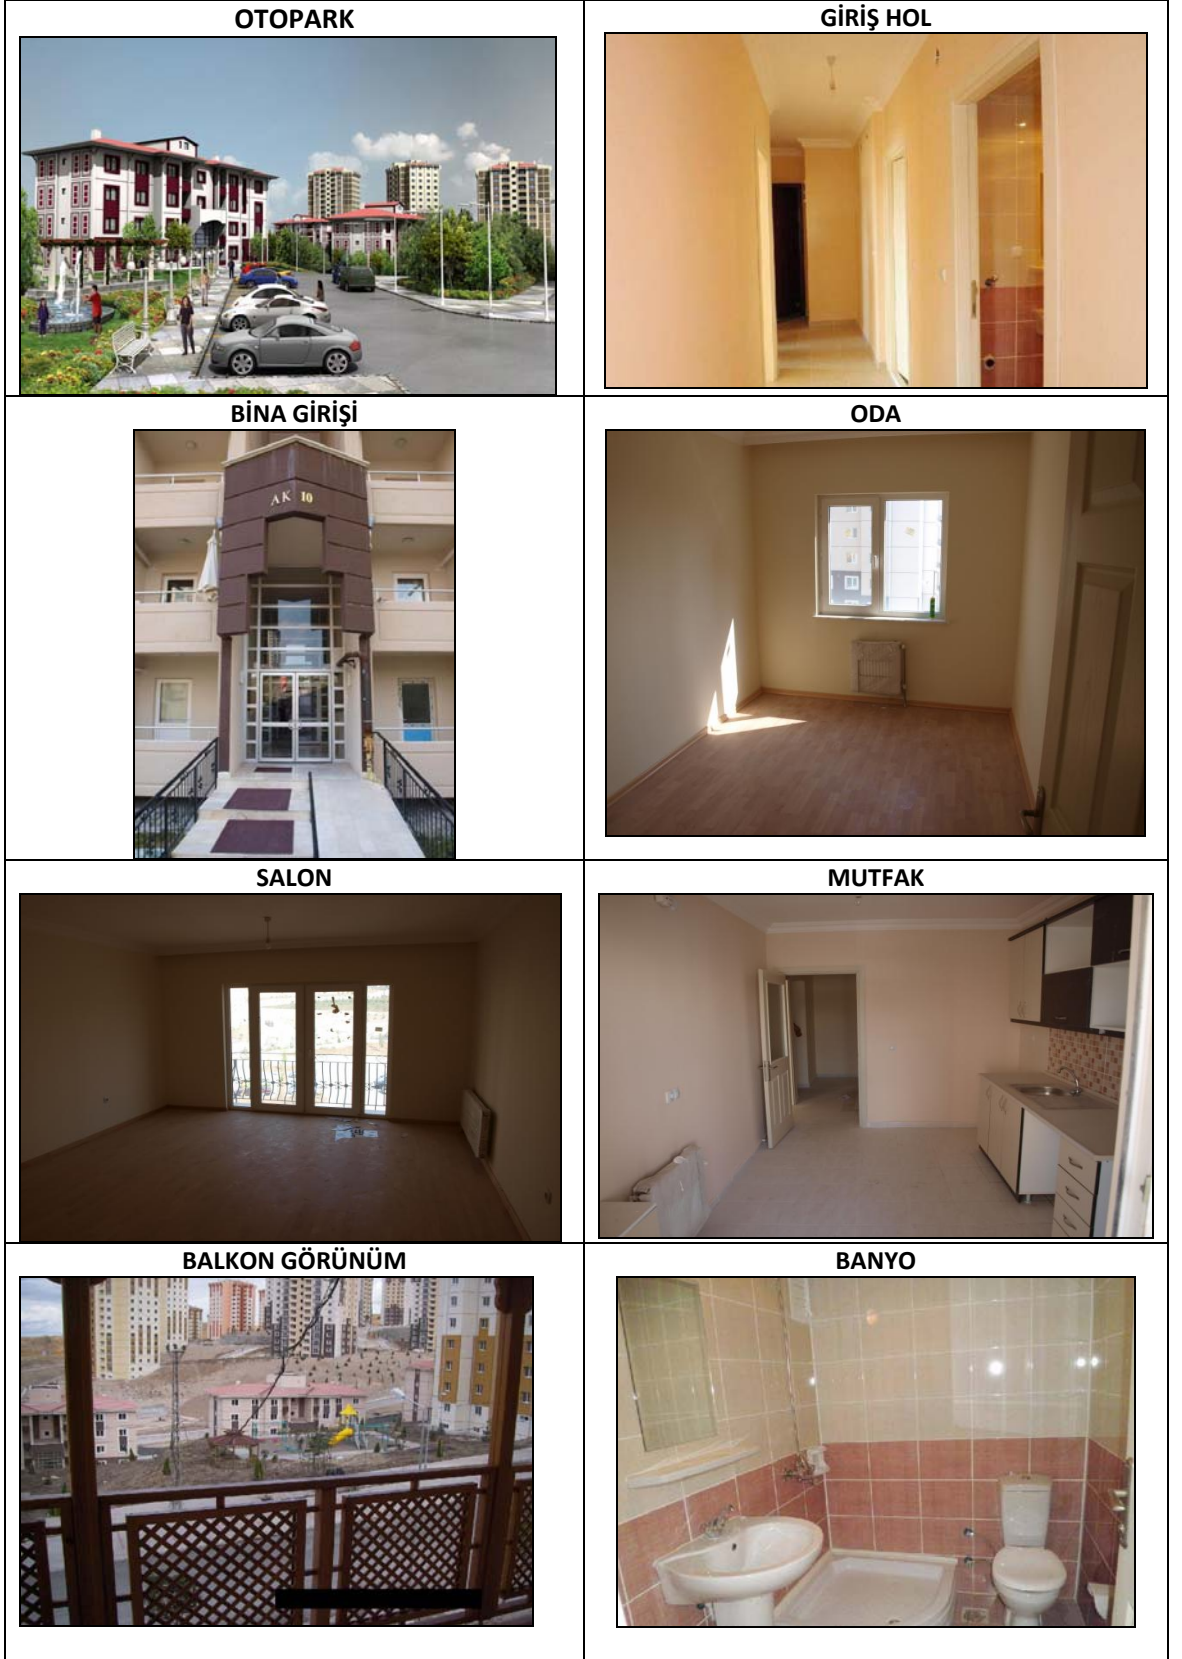 OTOPARK
GİRİŞ HOL
BİNA GİRİŞİ
AK 10
ODA
SALON
MUTFAK
BALKON GÖRÜNÜM
BANYO